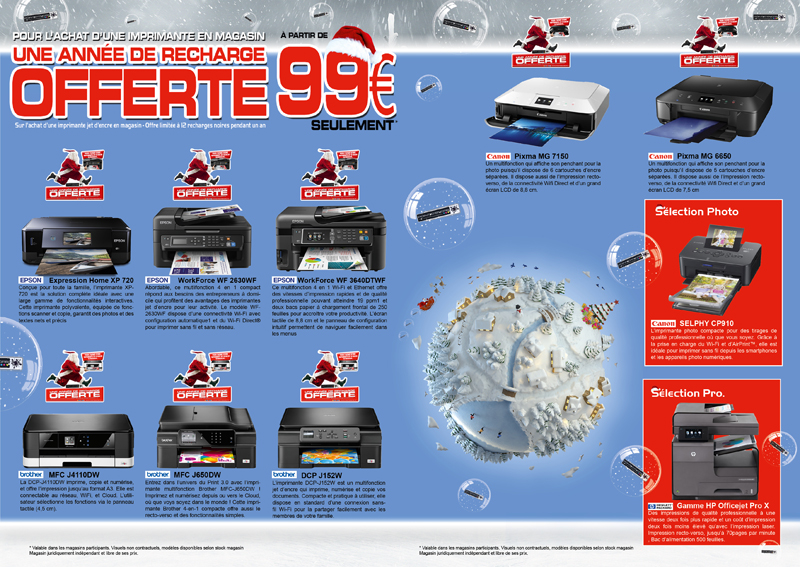 POUR L'ACHAT D'UNE IMPRIMANTE EN MAGASIN
UNE ANNÉE DE RECHARGE
OFFERTE
Sur l'achat d'une imprimante jet d'encre en magasin - Offre limitée à 12 recharges noires pendant un an
À PARTIR DE
99€
SEULEMENT*
OFFERTE
OFFERTE
OFFERTE
EPSON Expression Home XP 720
Conçue pour toute la famille, l'imprimante XP-
720 est la solution complète idéale avec une
large gamme de fonctionnalités interactives.
Cette imprimante polyvalente, équipée de fonc-
tions scanner et copie, garantit des photos et des
textes nets et précis
EPSON WorkForce WF 2630WF
Abordable, ce multifonction 4 en 1 compact
répond aux besoins des entrepreneurs à domi-
cile qui profitent des avantages des imprimantes
jet d'encre pour leur activité. Le modèle WF-
2630WF dispose d'une connectivité Wi-Fi avec
configuration automatique1 et du Wi-Fi Direct®
pour imprimer sans fil et sans réseau.
EPSON WorkForce WF 3640DTWF
Ce multifonction 4 en 1 Wi-Fi et Ethernet offre
des vitesses d'impression rapides et de qualité
professionnelle pouvant atteindre 19 ppm1 et
deux bacs papier à chargement frontal de 250
feuilles pour accroître votre productivité. L'écran
tactile de 8,8 cm et le panneau de configuration
intuitif permettent de naviguer facilement dans
les menus
OFFERTE
OFFERTE
OFFERTE
brother MFC J4110DW
La DCP-J4110DW imprime, copie et numérise,
et offre l'impression jusqu'au format A3. Elle est
connectable au réseau, WiFi, et Cloud. L'utili-
sateur sélectionne les fonctions via le panneau
tactile (4,5 cm).
brother MFC J650DW
Entrez dans l'univers du Print 3.0 avec l'impri-
mante multifonction Brother MFC-J650DW !
Imprimez et numérisez depuis ou vers le Cloud,
où que vous soyez dans le monde ! Cette impri-
mante Brother 4-en-1 compacte offre aussi le
recto-verso et des fonctionnalités simples.
brother DCP J152W
L'imprimante DCP-J152W est un multifonction
jet d'encre qui imprime, numérise et copie vos
documents. Compacte et pratique à utiliser, elle
dispose en standard d'une connexion sans-
fil Wi-Fi pour la partager facilement avec les
membres de votre famille.
* Valable dans les magasins participants. Visuels non contractuels, modèles disponibles selon stock magasin
Magasin juridiquement indépendant et libre de ses prix.
OFFERTE
OFFERTE
Canon Pixma MG 7150
Un multifonction qui affiche son penchant pour la
photo puisqu'il dispose de 6 cartouches d'encre
séparées. Il dispose aussi de l'impression recto-
verso, de la connectivité Wifi Direct et d'un grand
écran LCD de 8,8 cm.
Canon Pixma MG 6650
Un multifonction qui affiche son penchant pour la
photo puisqu'il dispose de 5 cartouches d'encre
séparées. Il dispose aussi de l'impression recto-
verso, de la connectivité Wifi Direct et d'un grand
écran LCD de 7,5 cm
Sélection Photo
Canon SELPHY CP910
L'imprimante photo compacte pour des tirages de
qualité professionnelle où que vous soyez. Grâce à
la prise en charge du Wi-Fi et d'AirPrint™, elle est
idéale pour imprimer sans fil depuis les smartphones
et les appareils photo numériques.
Sélection Pro.
Gamme HP Officejet Pro X
Des impressions de qualité professionnelle à une
vitesse deux fois plus rapide et un coût d'impression
deux fois moins élevé qu'avec l'impression laser.
Impression recto-verso, jusqu'à 70pages par minute
, Bac d'alimentation 500 feuilles.
* Valable dans les magasins participants. Visuels non contractuels, modèles disponibles selon stock magasin
Magasin juridiquement indépendant et libre de ses prix.